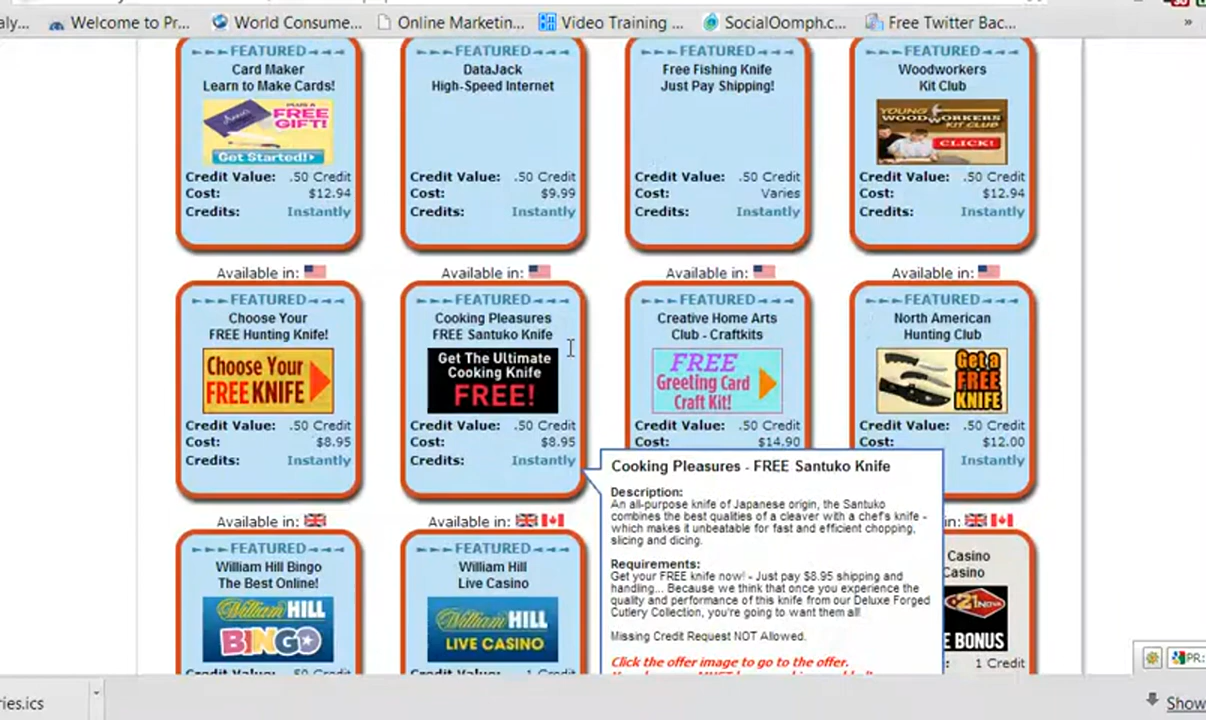 aly...
Welcome to Pr...
World Consume...
Online Marketin...
Video Training ...
SocialOomph.c...
Free Twitter Bac...
»
►►►FEATURED◄◄◄
Card Maker
Learn to Make Cards!
PLUS A
FREE
GIFT!
Get Started!
Credit Value: .50 Credit
Cost: $12.94
Credits: Instantly
►►►FEATURED◄◄◄
DataJack
High-Speed Internet
Credit Value: .50 Credit
Cost: $9.99
Credits: Instantly
►►►FEATURED◄◄◄
Free Fishing Knife
Just Pay Shipping!
Credit Value: .50 Credit
Cost: Varies
Credits: Instantly
►►►FEATURED◄◄◄
Woodworkers
Kit Club
YOUNG
WOODWORKERS
KIT CLUB
CLICK!
Credit Value: .50 Credit
Cost: $12.94
Credits: Instantly
Available in:
►►►FEATURED◄◄◄
Choose Your
FREE Hunting Knife!
Choose Your
FREE KNIFE
Credit Value: .50 Credit
Cost: $8.95
Credits: Instantly
Available in:
►►►FEATURED◄◄◄
Cooking Pleasures
FREE Santuko Knife
Get The Ultimate
Cooking Knife
FREE!
Credit Value: .50 Credit
Cost: $8.95
Credits: Instantly
Available in:
►►►FEATURED◄◄◄
Creative Home Arts
Club - Craftkits
FREE
Greeting Card
Craft Kit!
Credit Value: .50 Credit
Cost: $14.90
Available in:
►►►FEATURED◄◄◄
North American
Hunting Club
Get a
FREE
KNIFE
Credit Value: .50 Credit
Cost: $12.00
Instantly
Cooking Pleasures - FREE Santuko Knife
Description:
An all-purpose knife of Japanese origin, the Santuko
combines the best qualities of a cleaver with a chef's knife -
which makes it unbeatable for fast and efficient chopping,
slicing and dicing.
Requirements:
Get your FREE knife now! - Just pay $8.95 shipping and
handling... Because we think that once you experience the
quality and performance of this knife from our Deluxe Forged
Cutlery Collection, you're going to want them all!
Missing Credit Request NOT Allowed.
Click the offer image to go to the offer.
Available in:
►►►FEATURED◄◄◄
William Hill Bingo
The Best Online!
William HILL
BINGO
Available in:
►►►FEATURED◄◄◄
William Hill
Live Casino
William HILL
LIVE CASINO
Credit Value: 1 Credit
in:
Casino
Casino
21NOVA
E BONUS
1 Credit
PR:
ries.ics
Show